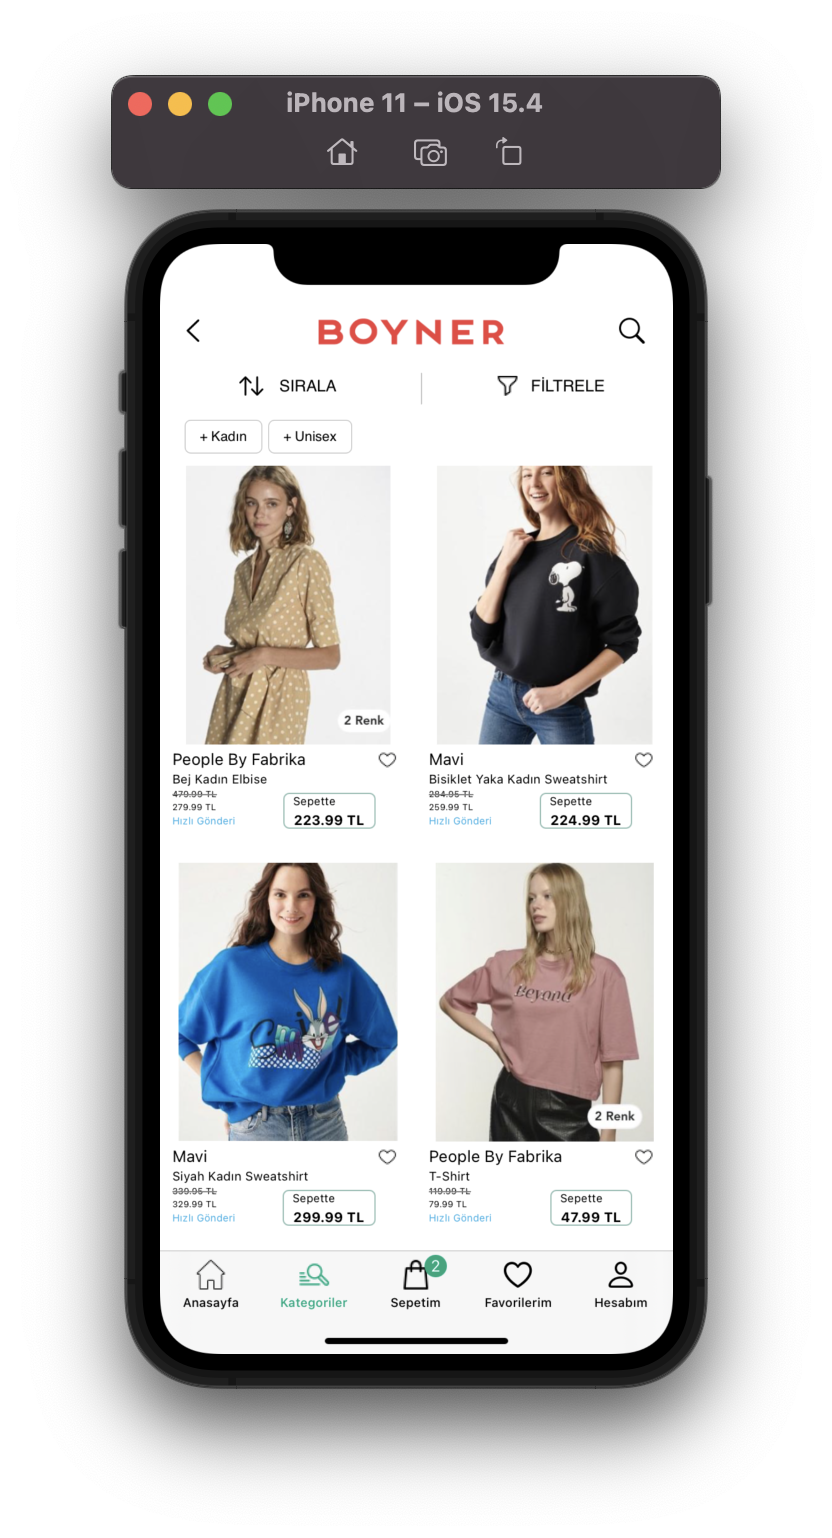 iPhone 11 – iOS 15.4
BOYNER
SIRALA
FİLTRELE
+ Kadın
+ Unisex
2 Renk
People By Fabrika
Bej Kadın Elbise
479.99 TL
279.99 TL
Hızlı Gönderi
Sepette
223.99 TL
Mavi
Bisiklet Yaka Kadın Sweatshirt
284.95 TL
259.99 TL
Hızlı Gönderi
Sepette
224.99 TL
Smile
Mavi
Siyah Kadın Sweatshirt
339.95 TL
329.99 TL
Hızlı Gönderi
Sepette
299.99 TL
Beyond
2 Renk
People By Fabrika
T-Shirt
119.99 TL
79.99 TL
Hızlı Gönderi
Sepette
47.99 TL
Anasayfa
Kategoriler
2
Sepetim
Favorilerim
Hesabım